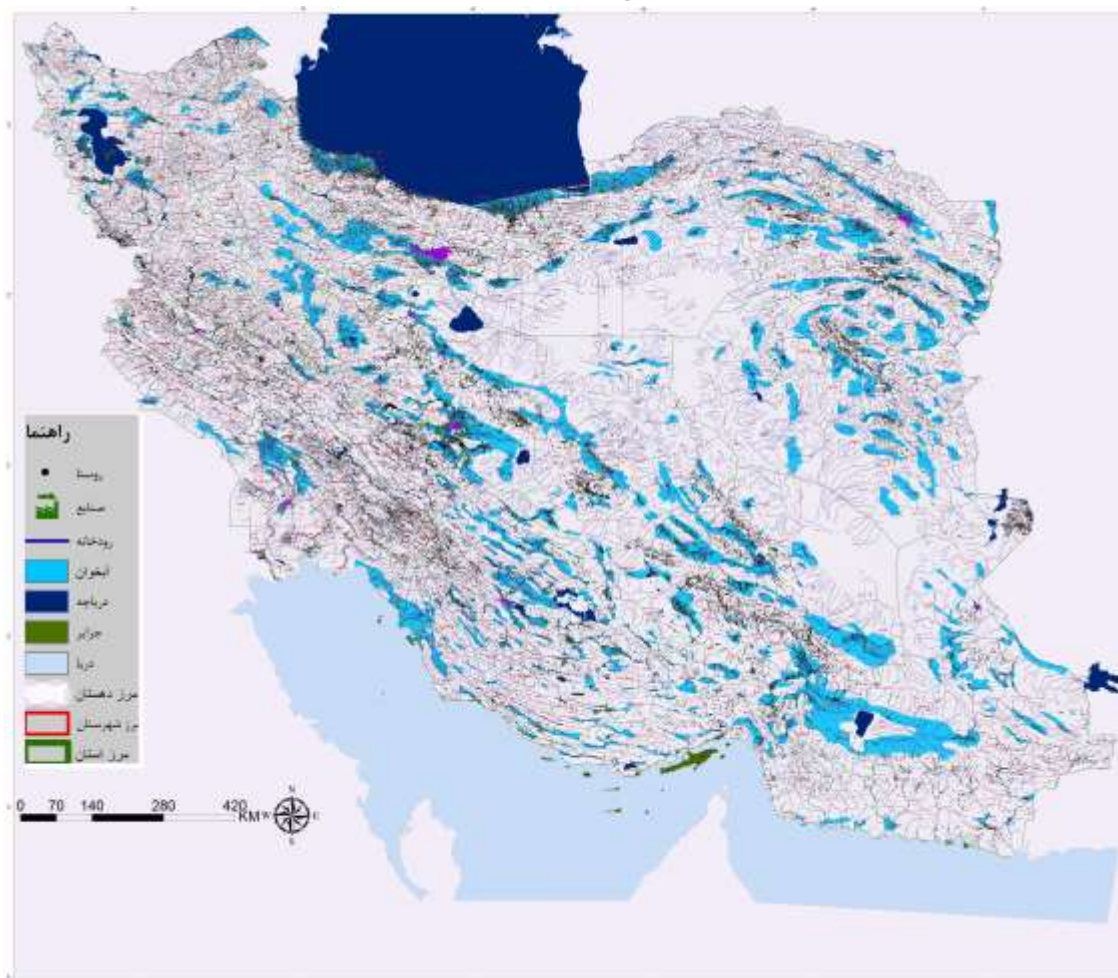 راهنما
روستا
صنایع
رودخانه
آبخوان
دریاچه
جزایر
دریا
مرز دهستان
مرز شهرستان
مرز استان
0 70 140 280 420
KM
N
W E
S